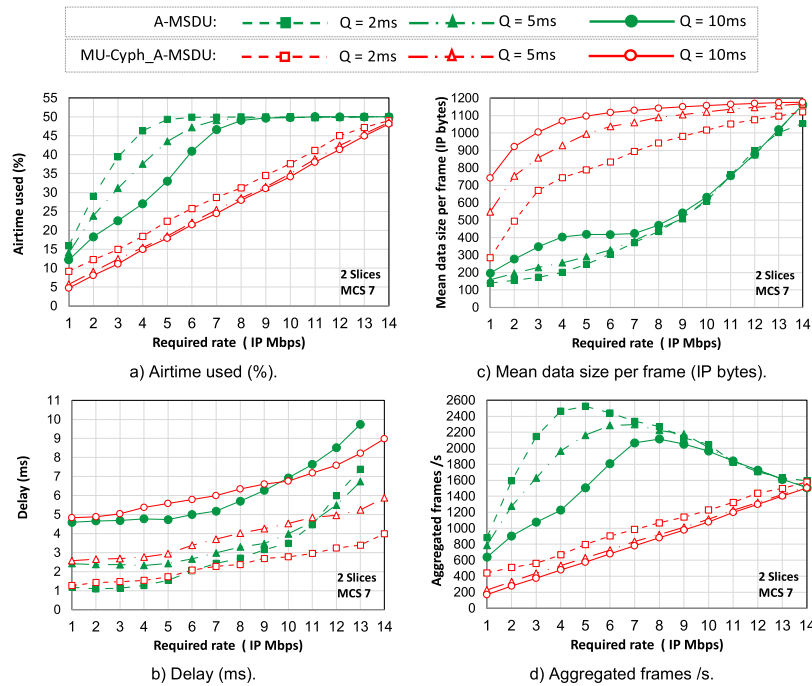 A-MSDU: Q = 2ms Q = 5ms Q = 10ms
MU-Cyph_A-MSDU: Q = 2ms Q = 5ms Q = 10ms
Airtime used (%)
50
45
40
35
30
25
20
15
10
5
0
2 Slices
MCS 7
1 2 3 4 5 6 7 8 9 10 11 12 13 14
Required rate ( IP Mbps)
a) Airtime used (%).
Mean data size per frame (IP bytes)
1200
1100
1000
900
800
700
600
500
400
300
200
100
0
2 Slices
MCS 7
1 2 3 4 5 6 7 8 9 10 11 12 13 14
Required rate ( IP Mbps)
c) Mean data size per frame (IP bytes).
Delay (ms)
11
10
9
8
7
6
5
4
3
2
1
0
2 Slices
MCS 7
1 2 3 4 5 6 7 8 9 10 11 12 13 14
Required rate ( IP Mbps)
b) Delay (ms).
Aggregated frames /s
2600
2400
2200
2000
1800
1600
1400
1200
1000
800
600
400
200
0
2 Slices
MCS 7
1 2 3 4 5 6 7 8 9 10 11 12 13 14
Required rate ( IP Mbps)
d) Aggregated frames /s.